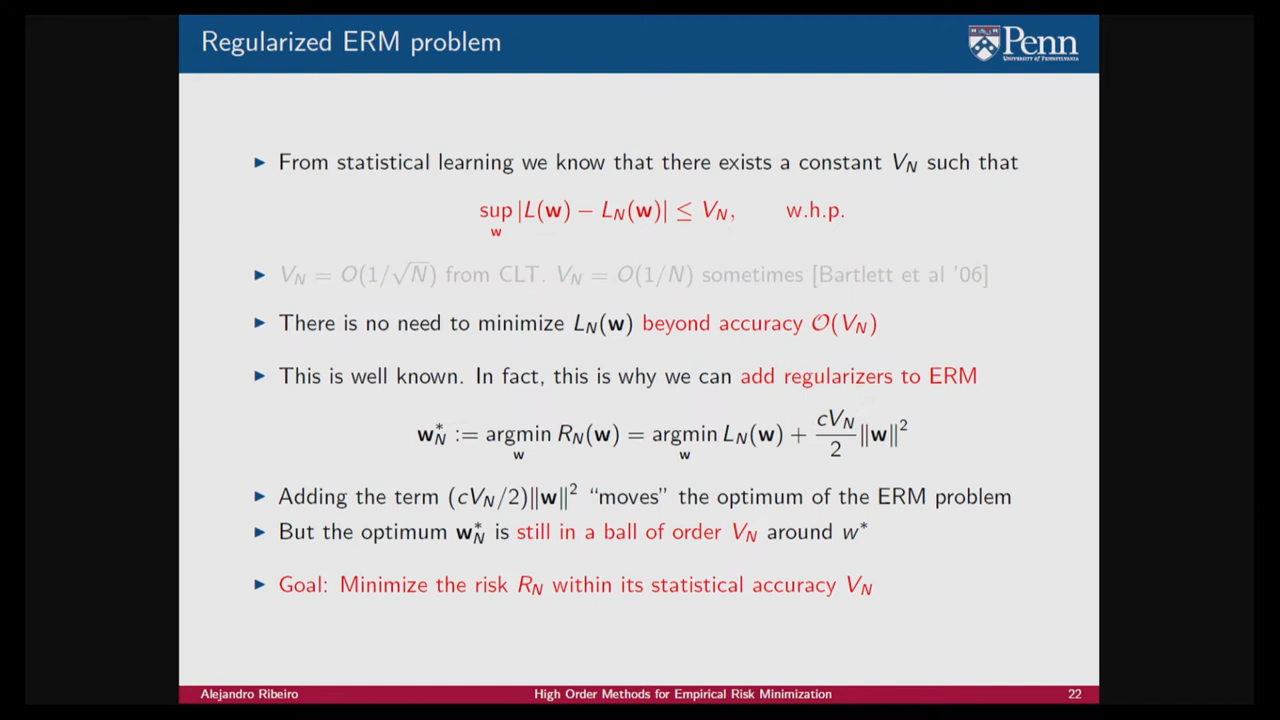 Regularized ERM problem
Penn
UNIVERSITY OF PENNSYLVANIA
▶ From statistical learning we know that there exists a constant V_N such that
sup_w |L(w) − L_N(w)| ≤ V_N, w.h.p.
▶ V_N = O(1/√N) from CLT. V_N = O(1/N) sometimes [Bartlett et al '06]
▶ There is no need to minimize L_N(w) beyond accuracy O(V_N)
▶ This is well known. In fact, this is why we can add regularizers to ERM
w*_N := argmin_w R_N(w) = argmin_w L_N(w) + cV_N/2 ‖w‖²
▶ Adding the term (cV_N/2)‖w‖² “moves” the optimum of the ERM problem
▶ But the optimum w*_N is still in a ball of order V_N around w*
▶ Goal: Minimize the risk R_N within its statistical accuracy V_N
Alejandro Ribeiro High Order Methods for Empirical Risk Minimization 22